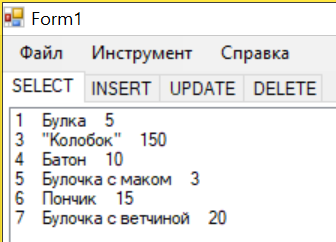 Form1
Файл Инструмент Справка
SELECT INSERT UPDATE DELETE
1 Булка 5
3 "Колобок" 150
4 Батон 10
5 Булочка с маком 3
6 Пончик 15
7 Булочка с ветчиной 20